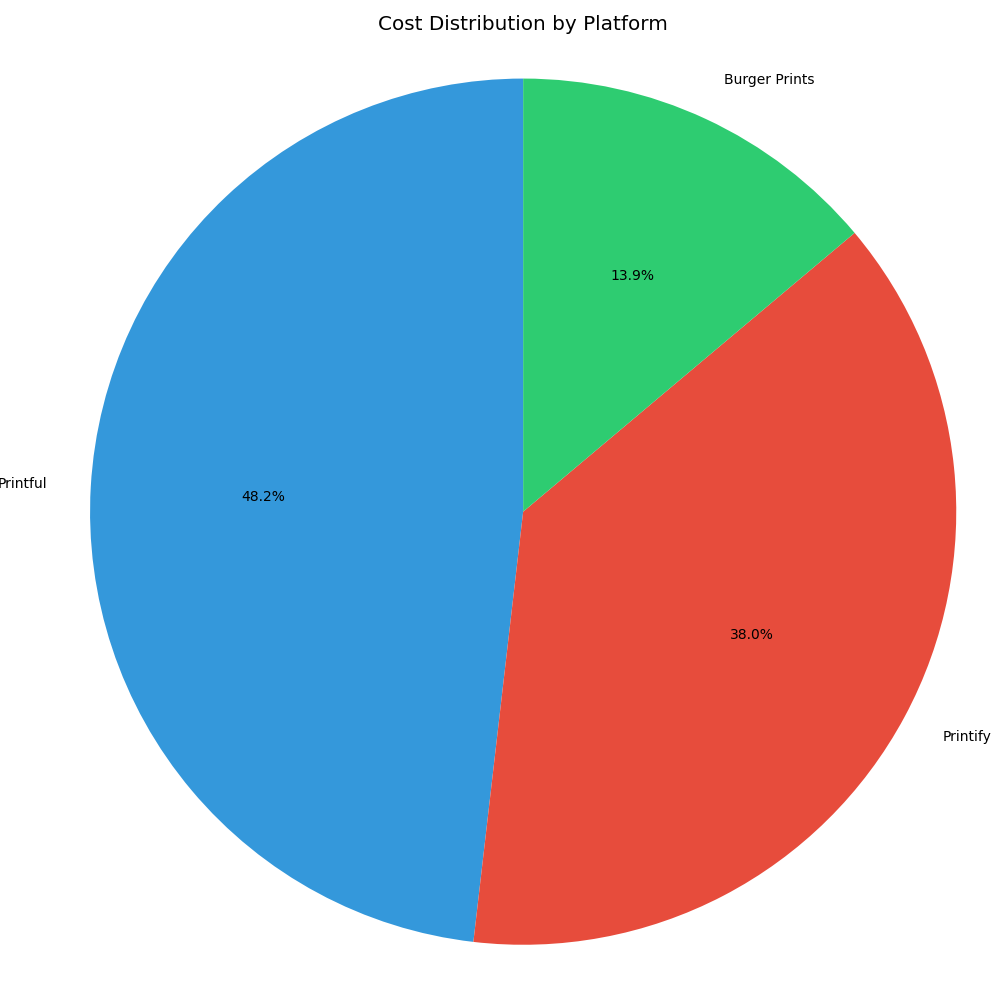 Cost Distribution by Platform
Burger Prints
13.9%
Printful
48.2%
38.0%
Printify